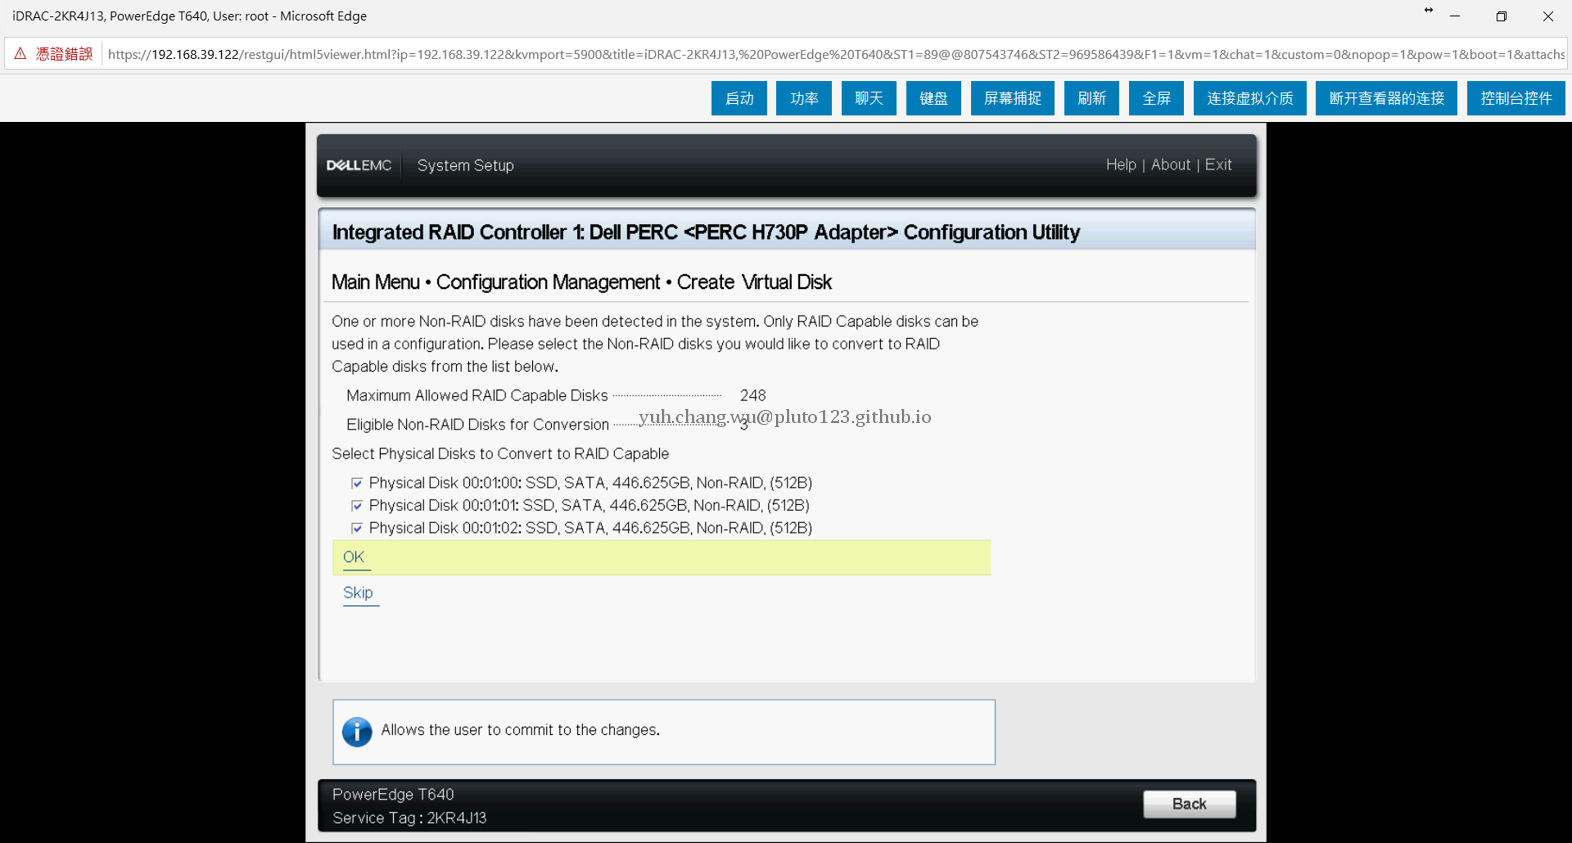 iDRAC-2KR4J13, PowerEdge T640, User: root - Microsoft Edge
憑證錯誤 https://192.168.39.122/restgui/html5viewer.html?ip=192.168.39.122&kvmport=5900&title=iDRAC-2KR4J13,%20PowerEdge%20T640&ST1=89@@807543746&ST2=969586439&F1=1&vm=1&chat=1&custom=0&nopop=1&pow=1&boot=1&attachs
启动 功率 聊天 键盘 屏幕捕捉 刷新 全屏 连接虚拟介质 断开查看器的连接 控制台控件
DELLEMC System Setup Help | About | Exit
Integrated RAID Controller 1: Dell PERC <PERC H730P Adapter> Configuration Utility
Main Menu • Configuration Management • Create Virtual Disk
One or more Non-RAID disks have been detected in the system. Only RAID Capable disks can be
used in a configuration. Please select the Non-RAID disks you would like to convert to RAID
Capable disks from the list below.
Maximum Allowed RAID Capable Disks 248
yuh.chang.wu@pluto123.github.io
Eligible Non-RAID Disks for Conversion 3
Select Physical Disks to Convert to RAID Capable
Physical Disk 00:01:00: SSD, SATA, 446.625GB, Non-RAID, (512B)
Physical Disk 00:01:01: SSD, SATA, 446.625GB, Non-RAID, (512B)
Physical Disk 00:01:02: SSD, SATA, 446.625GB, Non-RAID, (512B)
OK
Skip
Allows the user to commit to the changes.
PowerEdge T640
Service Tag : 2KR4J13
Back